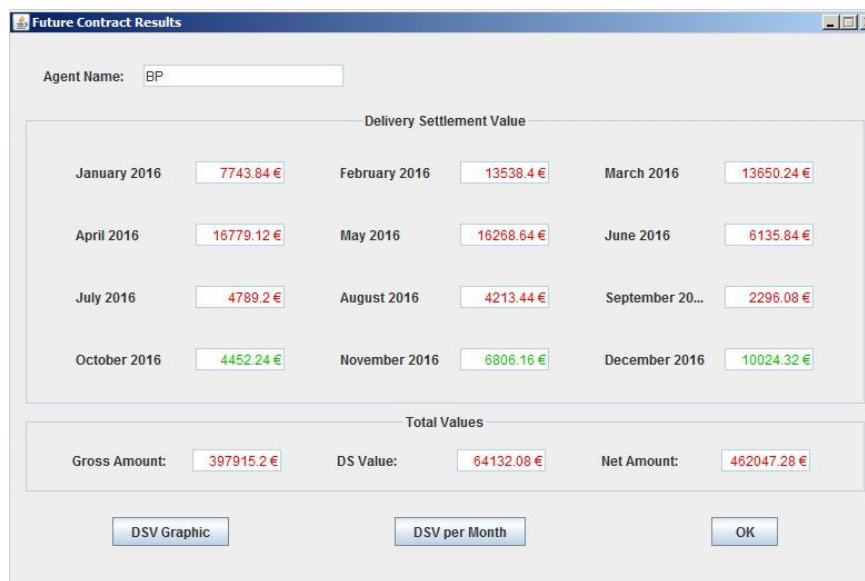 Future Contract Results
Agent Name: BP
Delivery Settlement Value
January 2016 7743.84 € February 2016 13538.4 € March 2016 13650.24 €
April 2016 16779.12 € May 2016 16268.64 € June 2016 6135.84 €
July 2016 4789.2 € August 2016 4213.44 € September 20... 2296.08 €
October 2016 4452.24 € November 2016 6806.16 € December 2016 10024.32 €
Total Values
Gross Amount: 397915.2 € DS Value: 64132.08 € Net Amount: 462047.28 €
DSV Graphic DSV per Month OK